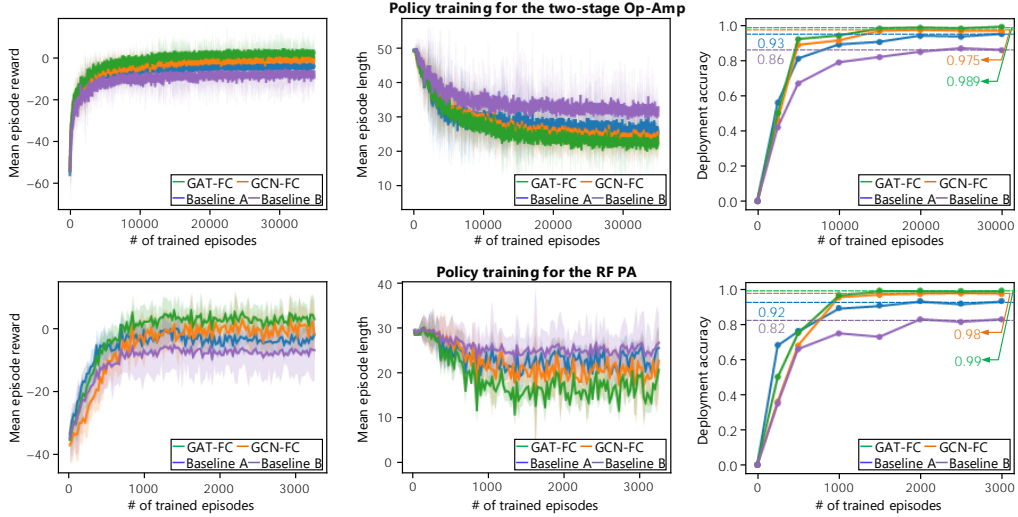 Policy training for the two-stage Op-Amp
Mean episode reward
0
−20
−40
−60
0
10000
20000
30000
# of trained episodes
GAT-FC
GCN-FC
Baseline A
Baseline B
Mean episode length
50
40
30
20
10
0
10000
20000
30000
# of trained episodes
GAT-FC
GCN-FC
Baseline A
Baseline B
Deployment accuracy
1.0
0.8
0.6
0.4
0.2
0.0
0.93
0.86
0.975
0.989
0
10000
20000
30000
# of trained episodes
GAT-FC
GCN-FC
Baseline A
Baseline B
Policy training for the RF PA
Mean episode reward
0
−20
−40
0
1000
2000
3000
# of trained episodes
GAT-FC
GCN-FC
Baseline A
Baseline B
Mean episode length
40
30
20
10
0
0
1000
2000
3000
# of trained episodes
GAT-FC
GCN-FC
Baseline A
Baseline B
Deployment accuracy
1.0
0.8
0.6
0.4
0.2
0.0
0.92
0.82
0.98
0.99
0
1000
2000
3000
# of trained episodes
GAT-FC
GCN-FC
Baseline A
Baseline B